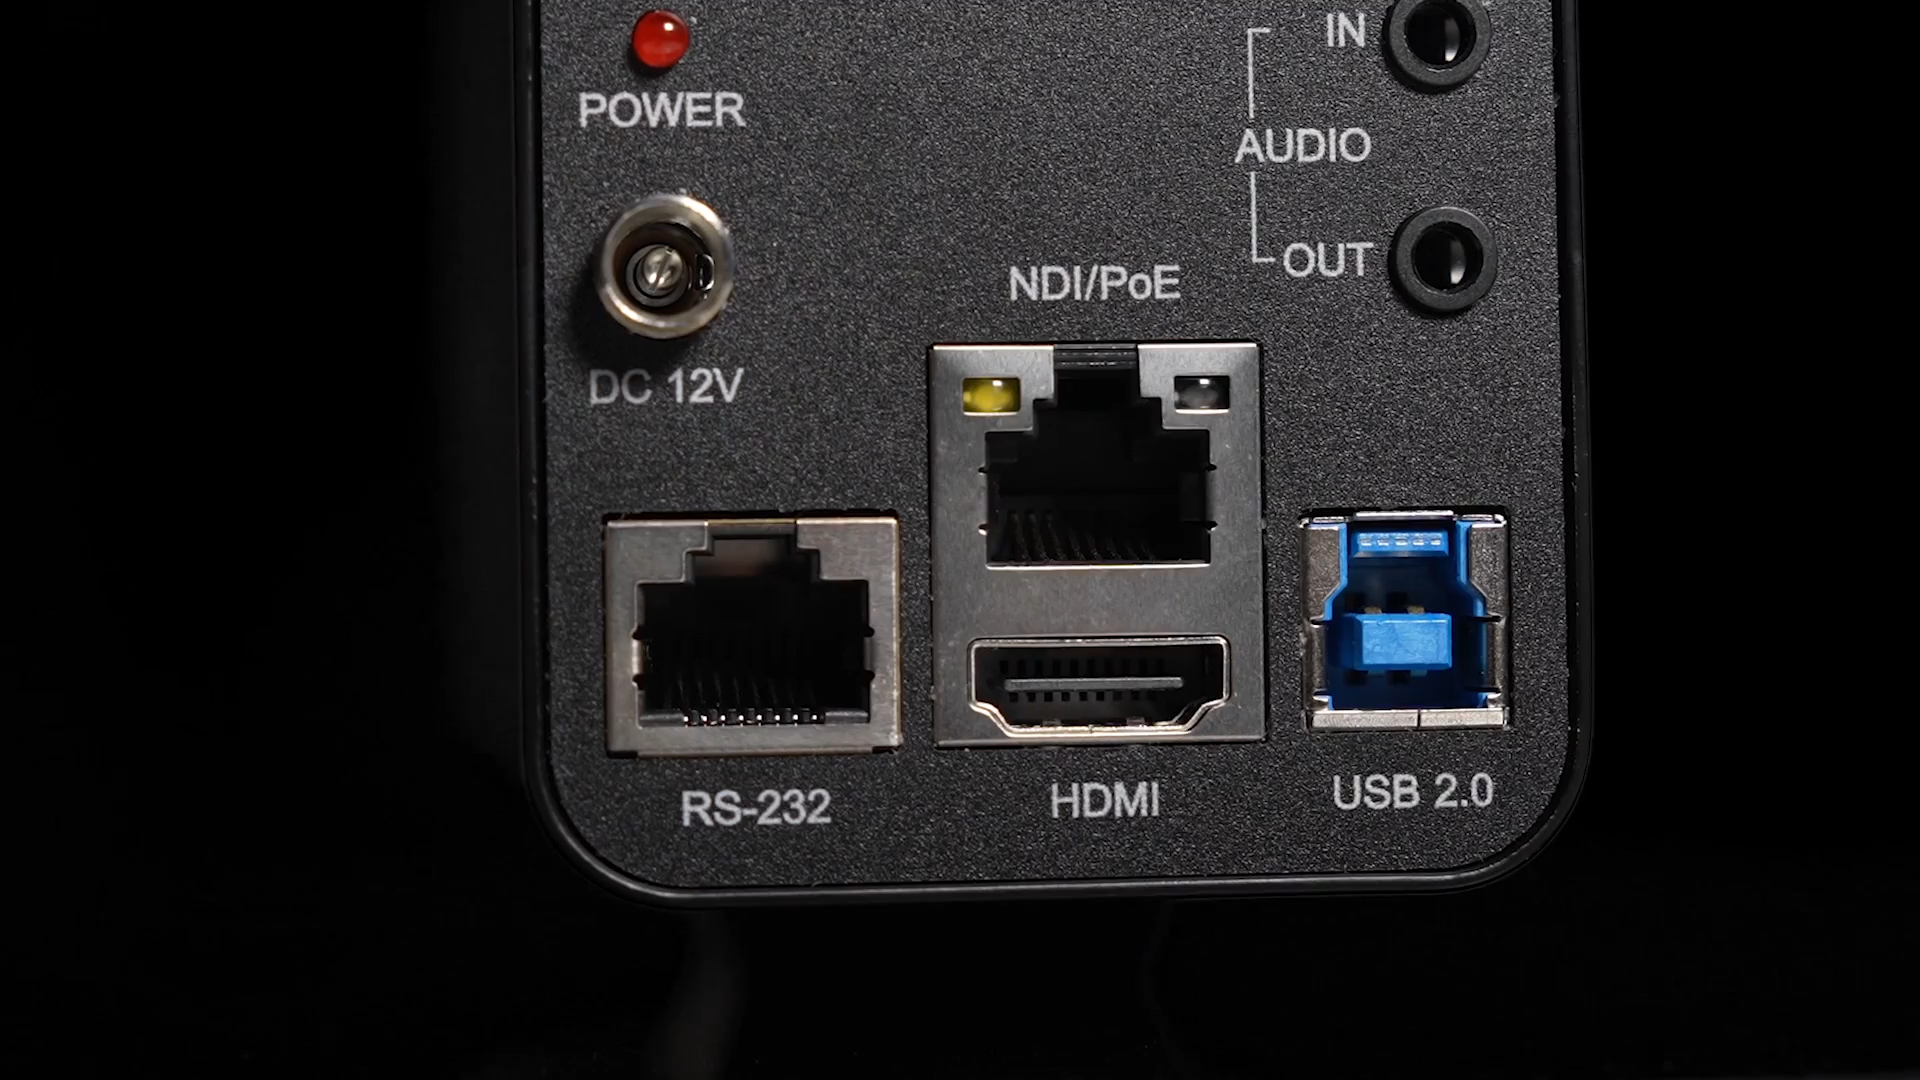 POWER
IN
AUDIO
OUT
DC 12V
NDI/PoE
RS-232
HDMI
USB 2.0